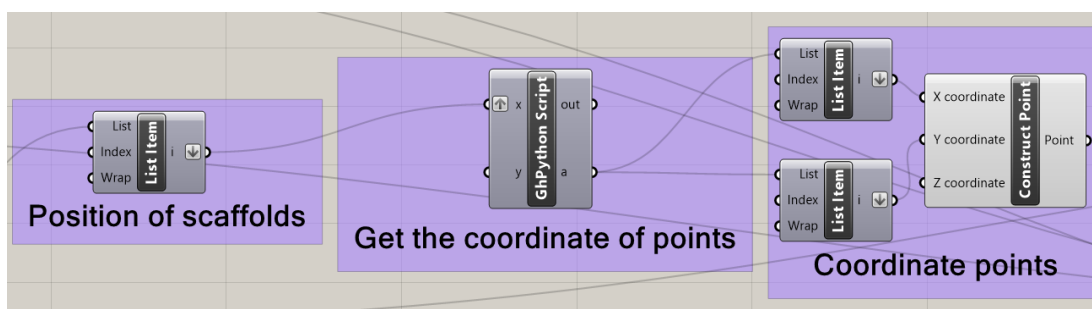 List
Index
Wrap
List Item
i
Position of scaffolds
x
y
GhPython Script
out
a
Get the coordinate of points
List
Index
Wrap
List Item
i
List
Index
Wrap
List Item
i
X coordinate
Y coordinate
Z coordinate
Construct Point
Point
Coordinate points